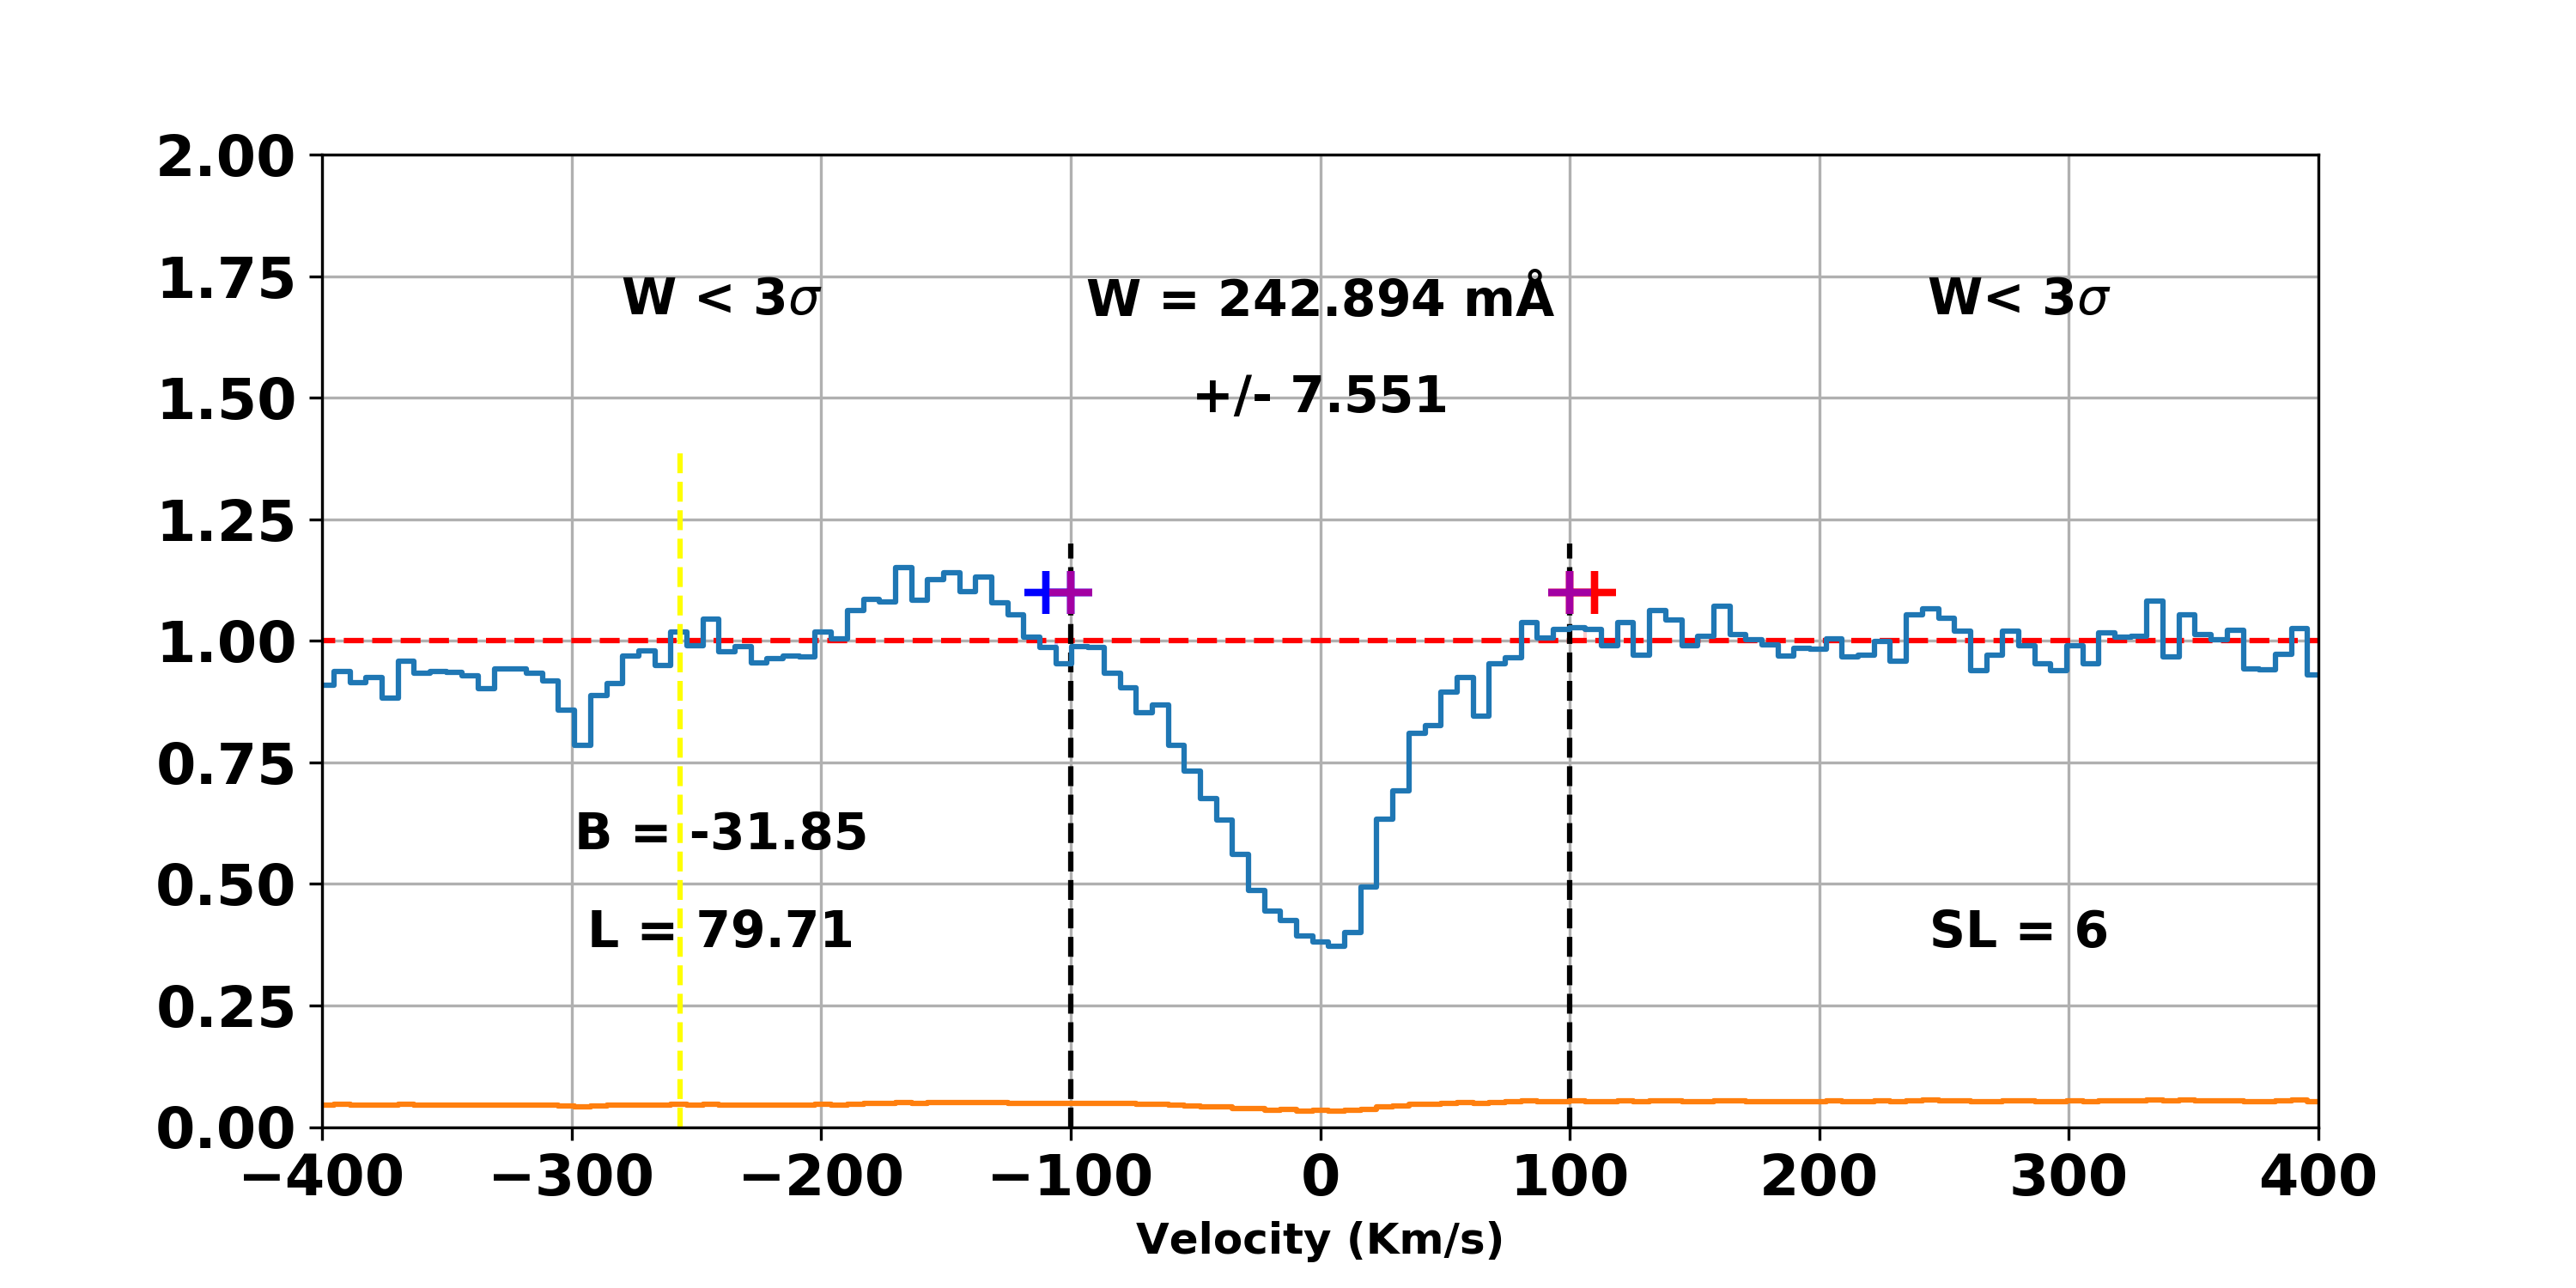 2.00
1.75
1.50
1.25
1.00
0.75
0.50
0.25
0.00
W < 3σ
W = 242.894 mÅ
+/- 7.551
W< 3σ
B = -31.85
L = 79.71
SL = 6
−400 −300 −200 −100 0 100 200 300 400
Velocity (Km/s)